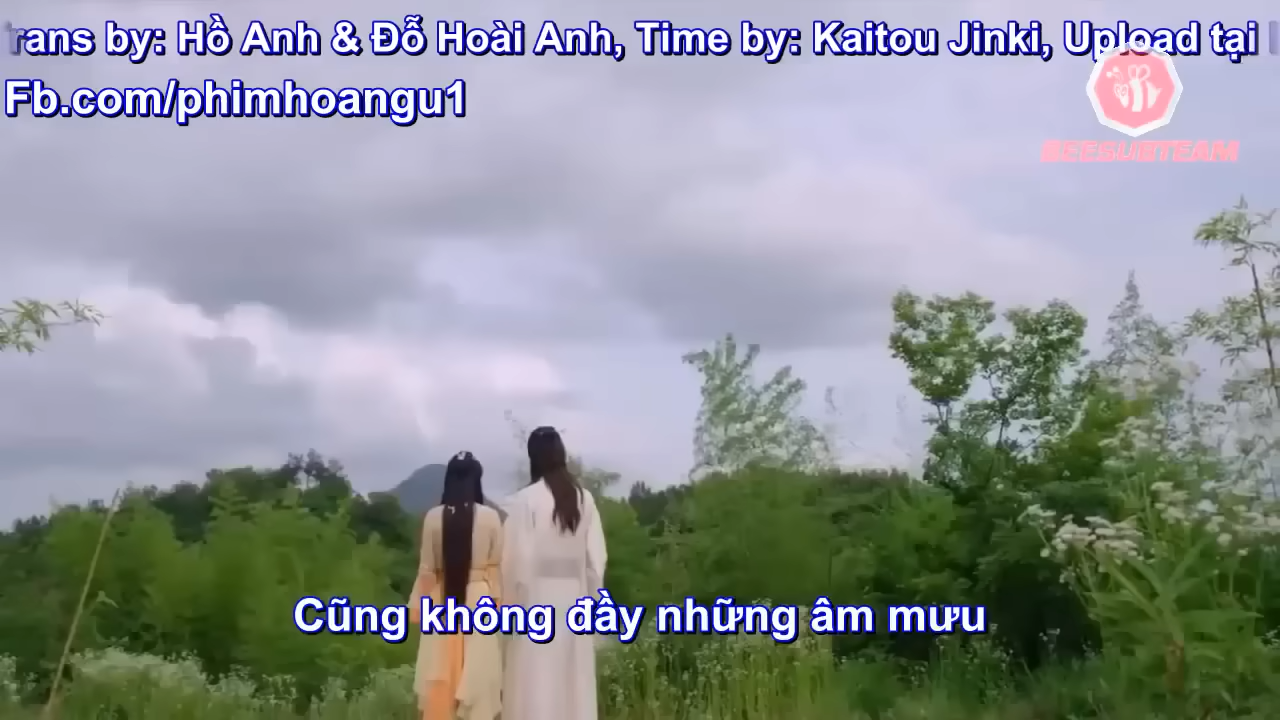 rans by: Hồ Anh & Đỗ Hoài Anh, Time by: Kaitou Jinki, Upload tại
Fb.com/phimhoangu1
BEESUBTEAM
Cũng không đầy những âm mưu